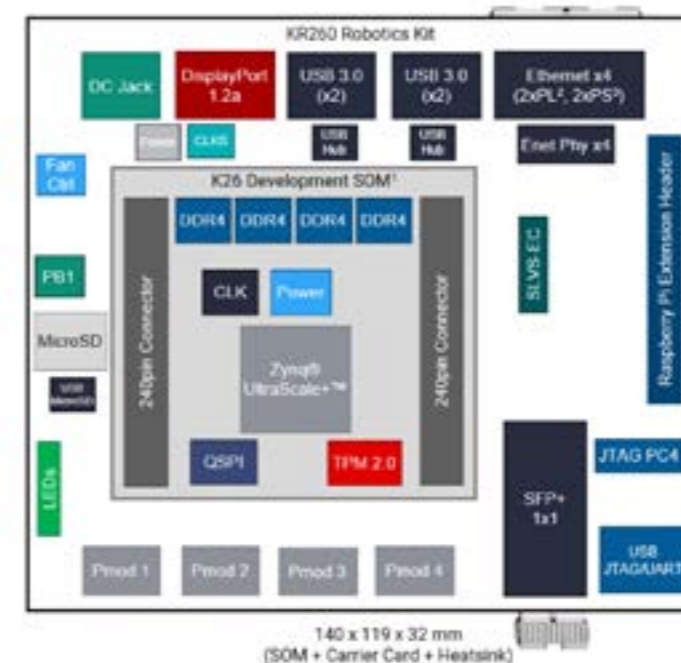 KR260 Robotics Kit
DC Jack
DisplayPort
1.2a
USB 3.0
(x2)
USB 3.0
(x2)
Ethernet x4
(2xPL², 2xPS³)
Power
CLKS
USB
Hub
USB
Hub
Enet Phy x4
Fan
Ctrl
K26 Development SOM¹
DDR4
DDR4
DDR4
DDR4
240pin Connector
240pin Connector
SLVS-EC
Raspberry Pi Extension Header
PB1
CLK
Power
MicroSD
USB
MicroSD
Zynq®
UltraScale+™
QSPI
TPM 2.0
LEDs
SFP+
1x1
JTAG PC4
USB
JTAG/UART
Pmod 1
Pmod 2
Pmod 3
Pmod 4
140 x 119 x 32 mm
(SOM + Carrier Card + Heatsink)